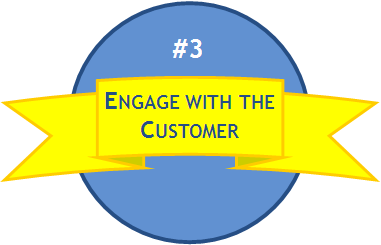 #3
ENGAGE WITH THE
CUSTOMER